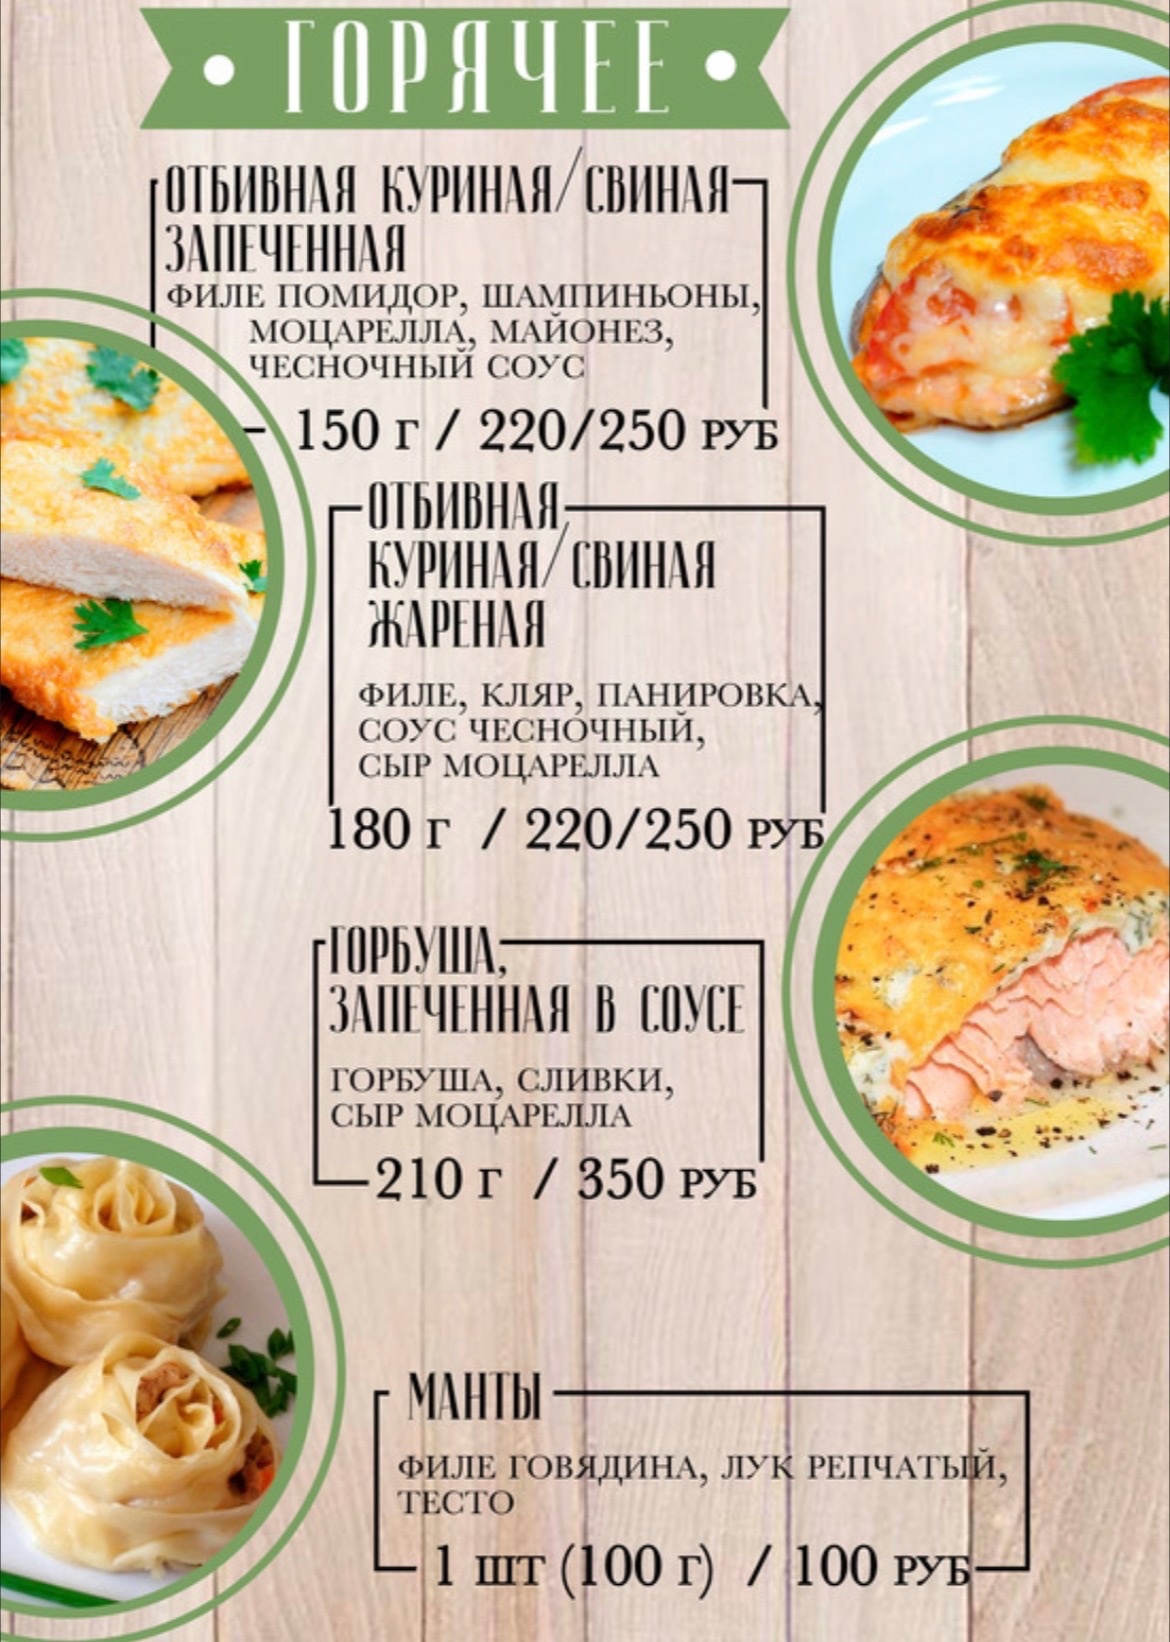 • ГОРЯЧЕЕ •
ОТБИВНАЯ КУРИНАЯ/СВИНАЯ
ЗАПЕЧЕННАЯ
ФИЛЕ ПОМИДОР, ШАМПИНЬОНЫ,
МОЦАРЕЛЛА, МАЙОНЕЗ,
ЧЕСНОЧНЫЙ СОУС
150 Г / 220/250 РУБ
ОТБИВНАЯ
КУРИНАЯ/СВИНАЯ
ЖАРЕНАЯ
ФИЛЕ, КЛЯР, ПАНИРОВКА,
СОУС ЧЕСНОЧНЫЙ,
СЫР МОЦАРЕЛЛА
180 Г / 220/250 РУБ
ГОРБУША,
ЗАПЕЧЕННАЯ В СОУСЕ
ГОРБУША, СЛИВКИ,
СЫР МОЦАРЕЛЛА
210 Г / 350 РУБ
МАНТЫ
ФИЛЕ ГОВЯДИНА, ЛУК РЕПЧАТЫЙ,
ТЕСТО
1 ШТ (100 Г) / 100 РУБ